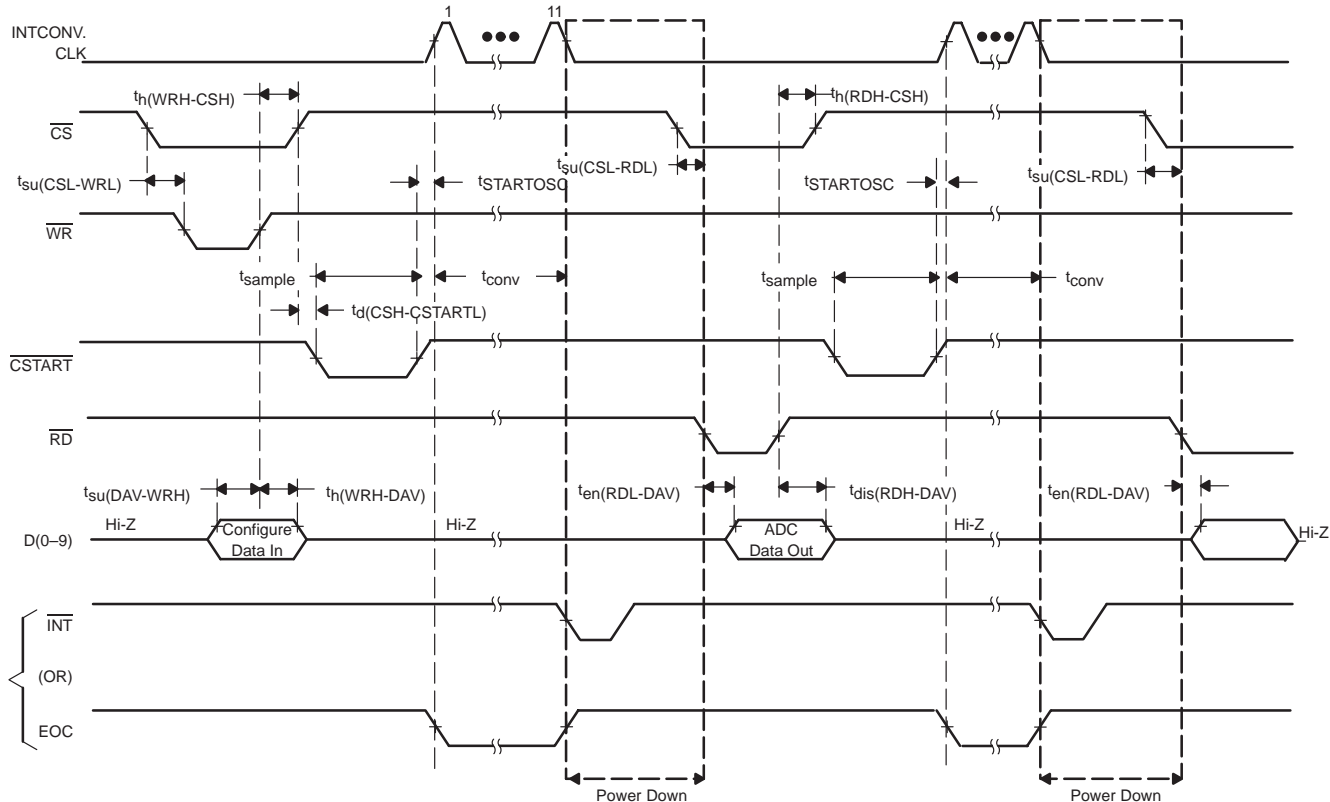 1 11
INTCONV.
CLK
th(WRH-CSH) th(RDH-CSH)
CS
tsu(CSL-WRL) tSTARTOSC tsu(CSL-RDL) tSTARTOSC tsu(CSL-RDL)
WR
tsample tconv tsample tconv
td(CSH-CSTARTL)
CSTART
RD
tsu(DAV-WRH) th(WRH-DAV) ten(RDL-DAV) tdis(RDH-DAV) ten(RDL-DAV)
Hi-Z Configure Hi-Z ADC Hi-Z Hi-Z
D(0–9) Data In Data Out
INT
(OR)
EOC
Power Down Power Down